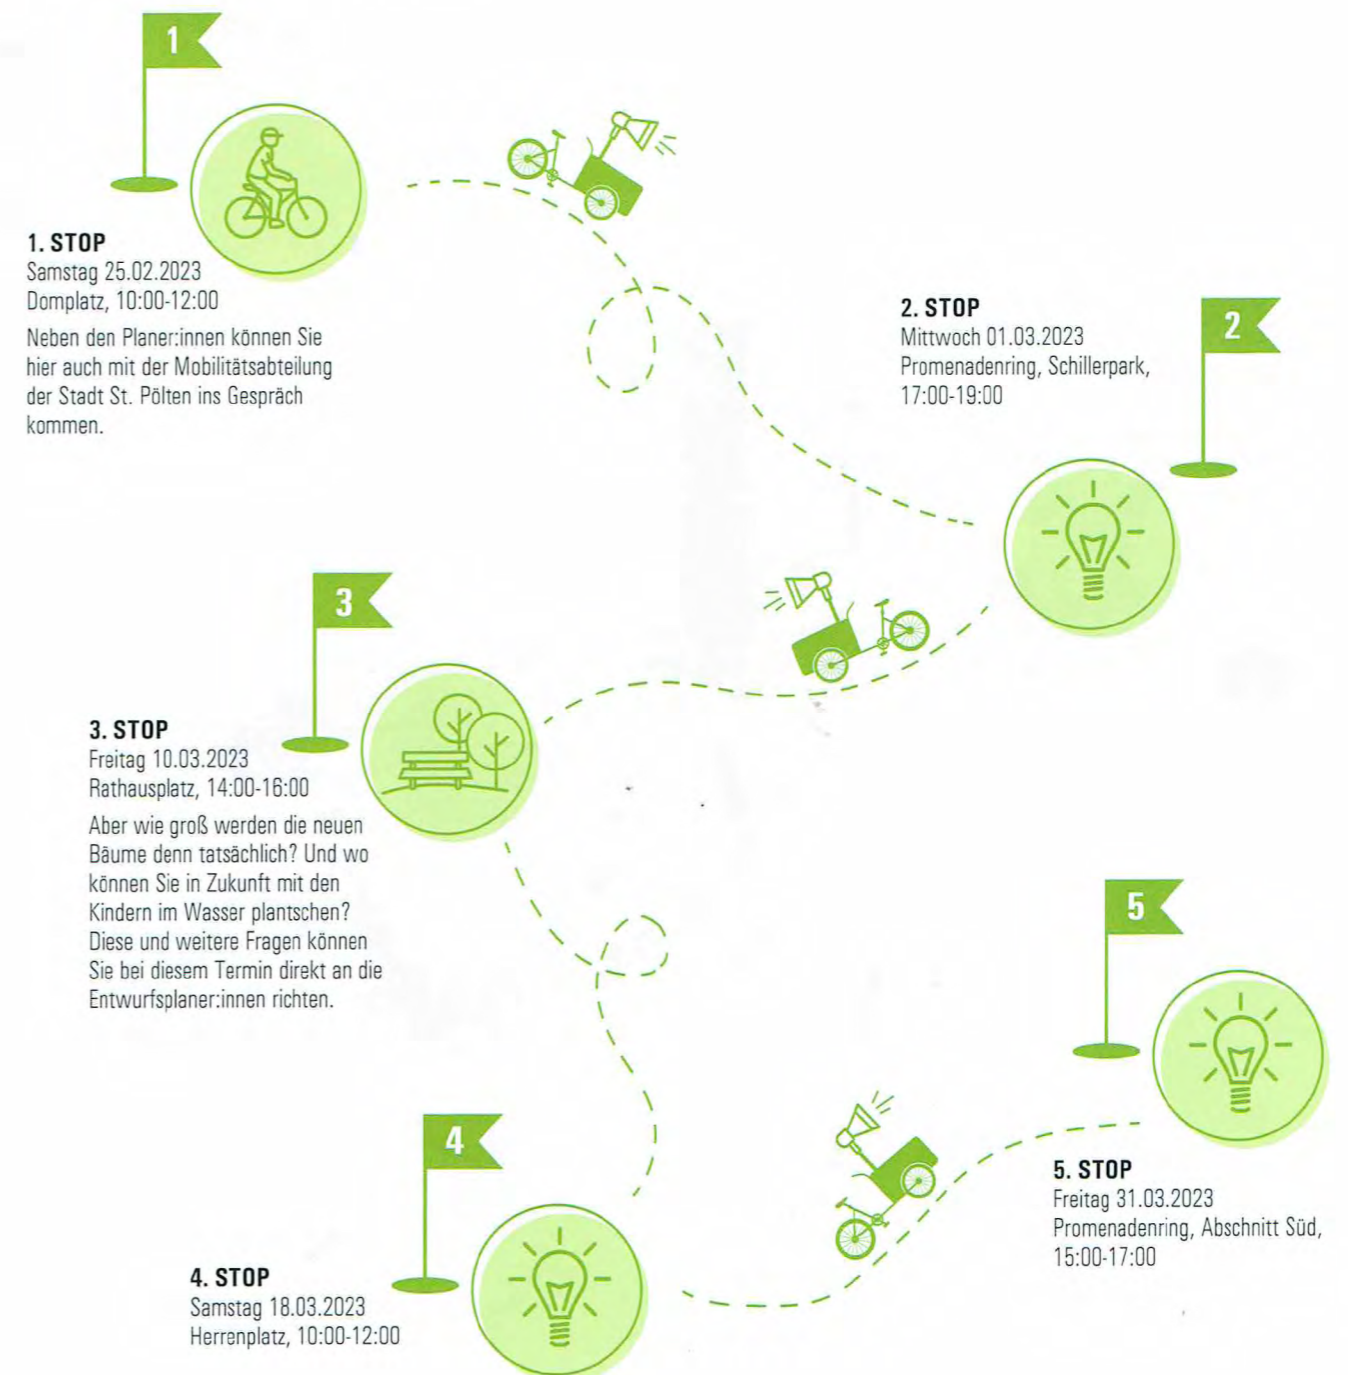 1
1. STOP
Samstag 25.02.2023
Domplatz, 10:00-12:00
Neben den Planer:innen können Sie
hier auch mit der Mobilitätsabteilung
der Stadt St. Pölten ins Gespräch
kommen.
2
2. STOP
Mittwoch 01.03.2023
Promenadenring, Schillerpark,
17:00-19:00
3
3. STOP
Freitag 10.03.2023
Rathausplatz, 14:00-16:00
Aber wie groß werden die neuen
Bäume denn tatsächlich? Und wo
können Sie in Zukunft mit den
Kindern im Wasser plantschen?
Diese und weitere Fragen können
Sie bei diesem Termin direkt an die
Entwurfsplaner:innen richten.
4
4. STOP
Samstag 18.03.2023
Herrenplatz, 10:00-12:00
5
5. STOP
Freitag 31.03.2023
Promenadenring, Abschnitt Süd,
15:00-17:00